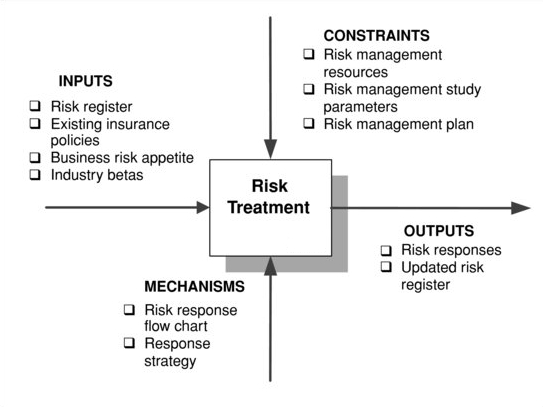 CONSTRAINTS
❑ Risk management
resources
❑ Risk management study
parameters
❑ Risk management plan
INPUTS
❑ Risk register
❑ Existing insurance
policies
❑ Business risk appetite
❑ Industry betas
Risk
Treatment
OUTPUTS
❑ Risk responses
❑ Updated risk
register
MECHANISMS
❑ Risk response
flow chart
❑ Response
strategy